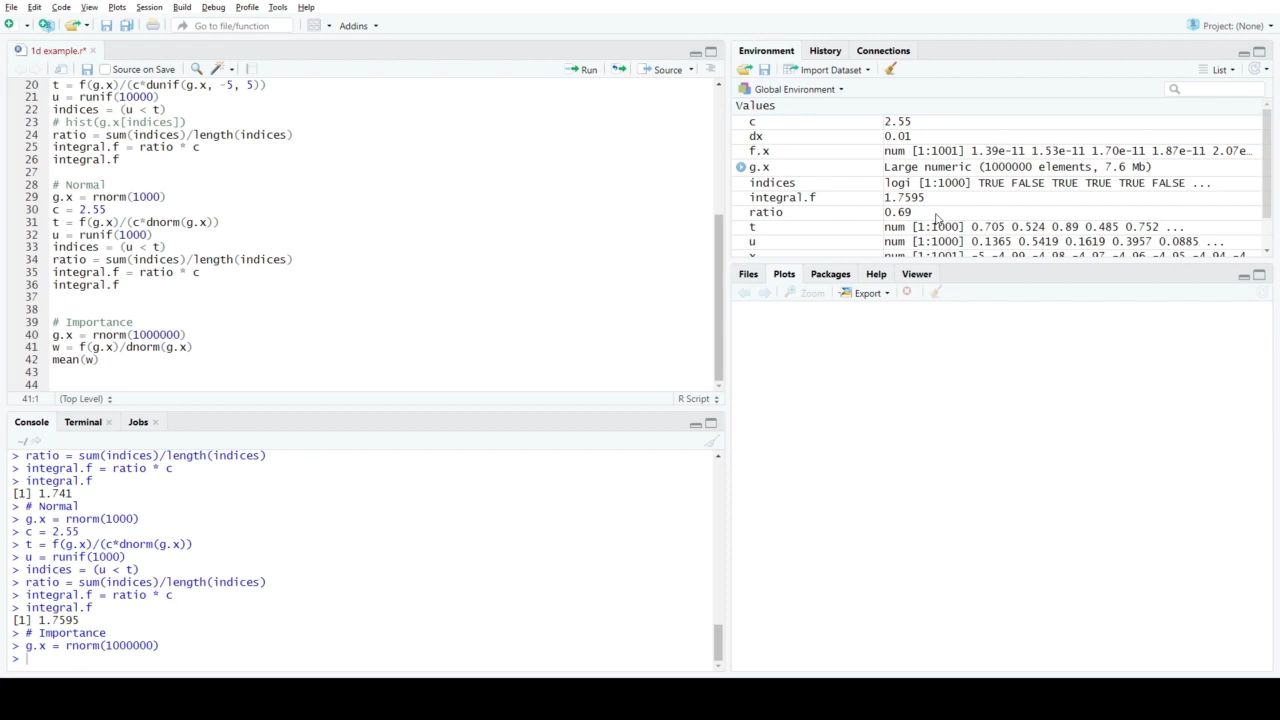 File Edit Code View Plots Session Build Debug Profile Tools Help
Go to file/function Addins Project: (None)
1d example.r*
Source on Save Run Source
20 t = f(g.x)/(c*dunif(g.x, -5, 5))
21 u = runif(10000)
22 indices = (u < t)
23 # hist(g.x[indices])
24 ratio = sum(indices)/length(indices)
25 integral.f = ratio * c
26 integral.f
27
28 # Normal
29 g.x = rnorm(1000)
30 c = 2.55
31 t = f(g.x)/(c*dnorm(g.x))
32 u = runif(1000)
33 indices = (u < t)
34 ratio = sum(indices)/length(indices)
35 integral.f = ratio * c
36 integral.f
37
38
39 # Importance
40 g.x = rnorm(1000000)
41 w = f(g.x)/dnorm(g.x)
42 mean(w)
43
44
41:1 (Top Level) R Script
Console Terminal Jobs
~/
> ratio = sum(indices)/length(indices)
> integral.f = ratio * c
> integral.f
[1] 1.741
> # Normal
> g.x = rnorm(1000)
> c = 2.55
> t = f(g.x)/(c*dnorm(g.x))
> u = runif(1000)
> indices = (u < t)
> ratio = sum(indices)/length(indices)
> integral.f = ratio * c
> integral.f
[1] 1.7595
> # Importance
> g.x = rnorm(1000000)
>
Environment History Connections
Import Dataset List
Global Environment
Values
c 2.55
dx 0.01
f.x num [1:1001] 1.39e-11 1.53e-11 1.70e-11 1.87e-11 2.07e…
g.x Large numeric (1000000 elements, 7.6 Mb)
indices logi [1:1000] TRUE FALSE TRUE TRUE TRUE FALSE ...
integral.f 1.7595
ratio 0.69
t num [1:1000] 0.705 0.524 0.89 0.485 0.752 ...
u num [1:1000] 0.1365 0.5419 0.1619 0.3957 0.0885 ...
x num [1:1001] -5 -4.99 -4.98 -4.97 -4.96 -4.95 -4.94 -4
Files Plots Packages Help Viewer
Zoom Export